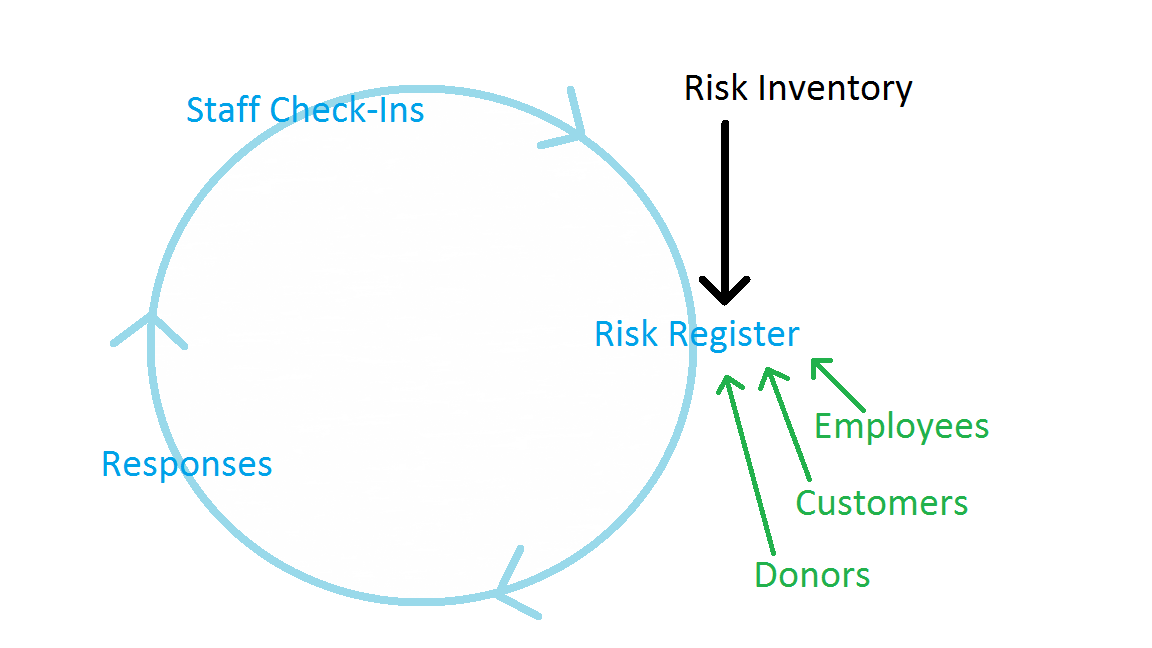 Risk Inventory
Staff Check-Ins
Risk Register
Employees
Responses
Customers
Donors